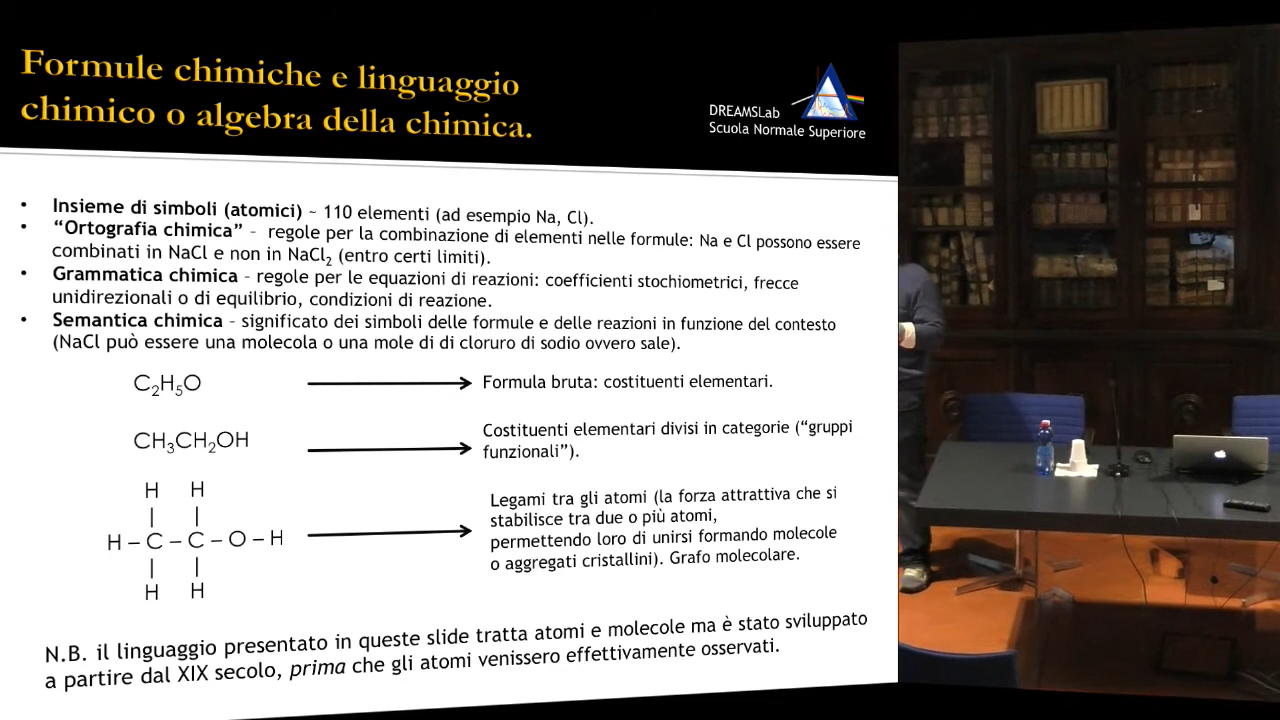 Formule chimiche e linguaggio
chimico o algebra della chimica.
DREAMSLab
Scuola Normale Superiore
• Insieme di simboli (atomici) ~ 110 elementi (ad esempio Na, Cl).
• “Ortografia chimica” - regole per la combinazione di elementi nelle formule: Na e Cl possono essere
combinati in NaCl e non in NaCl₂ (entro certi limiti).
• Grammatica chimica – regole per le equazioni di reazioni: coefficienti stochiometrici, frecce
unidirezionali o di equilibrio, condizioni di reazione.
• Semantica chimica – significato dei simboli delle formule e delle reazioni in funzione del contesto
(NaCl può essere una molecola o una mole di di cloruro di sodio ovvero sale).
C₂H₅O
Formula bruta: costituenti elementari.
CH₃CH₂OH
Costituenti elementari divisi in categorie (“gruppi
funzionali”).
H H
| |
H – C – C – O – H
| |
H H
Legami tra gli atomi (la forza attrattiva che si
stabilisce tra due o più atomi,
permettendo loro di unirsi formando molecole
o aggregati cristallini). Grafo molecolare.
N.B. il linguaggio presentato in queste slide tratta atomi e molecole ma è stato sviluppato
a partire dal XIX secolo, prima che gli atomi venissero effettivamente osservati.